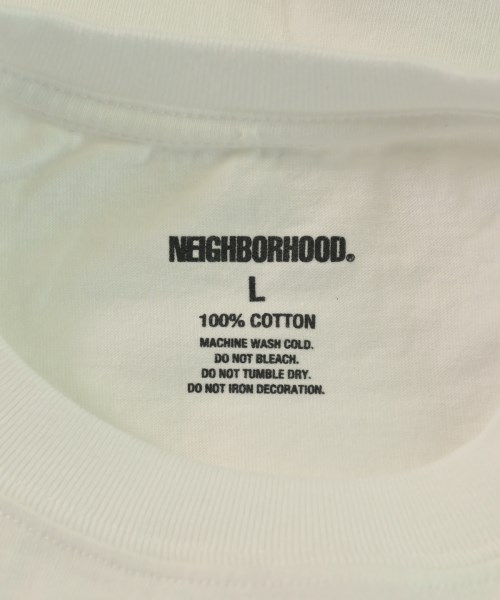 NEIGHBORHOOD®
L
100% COTTON
MACHINE WASH COLD.
DO NOT BLEACH.
DO NOT TUMBLE DRY.
DO NOT IRON DECORATION.